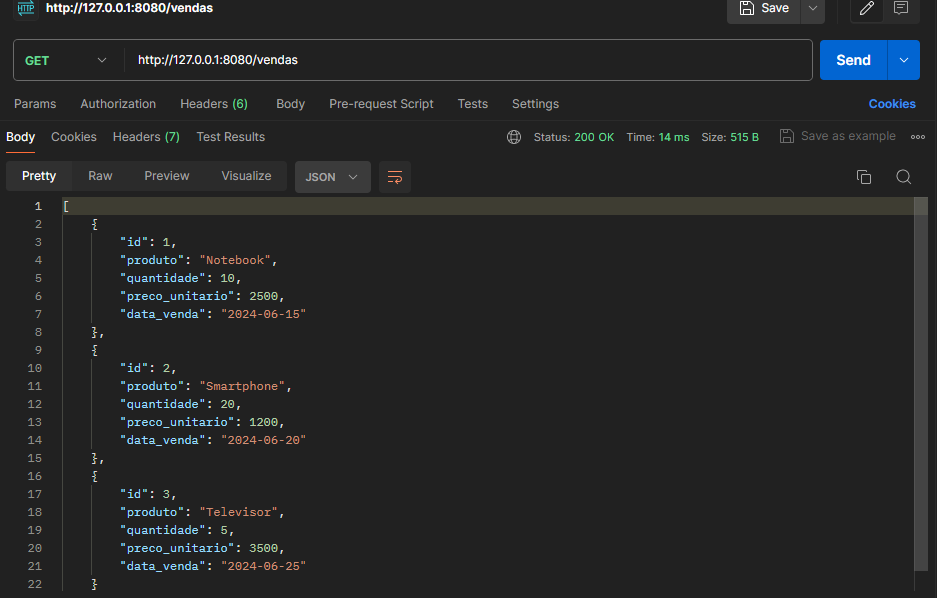 HTTP http://127.0.0.1:8080/vendas Save
GET http://127.0.0.1:8080/vendas Send
Params Authorization Headers (6) Body Pre-request Script Tests Settings Cookies
Body Cookies Headers (7) Test Results Status: 200 OK Time: 14 ms Size: 515 B Save as example
Pretty Raw Preview Visualize JSON
1 [
2 {
3 "id": 1,
4 "produto": "Notebook",
5 "quantidade": 10,
6 "preco_unitario": 2500,
7 "data_venda": "2024-06-15"
8 },
9 {
10 "id": 2,
11 "produto": "Smartphone",
12 "quantidade": 20,
13 "preco_unitario": 1200,
14 "data_venda": "2024-06-20"
15 },
16 {
17 "id": 3,
18 "produto": "Televisor",
19 "quantidade": 5,
20 "preco_unitario": 3500,
21 "data_venda": "2024-06-25"
22 }